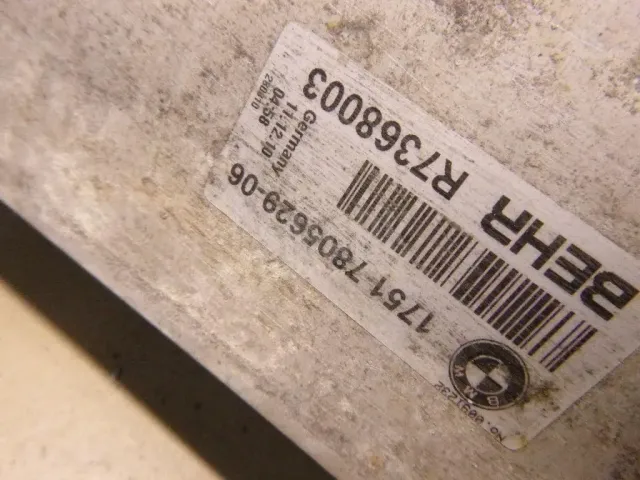 BEHR R7368003
Germany
11.12.10
04:58
1751 7805629-06
BMW